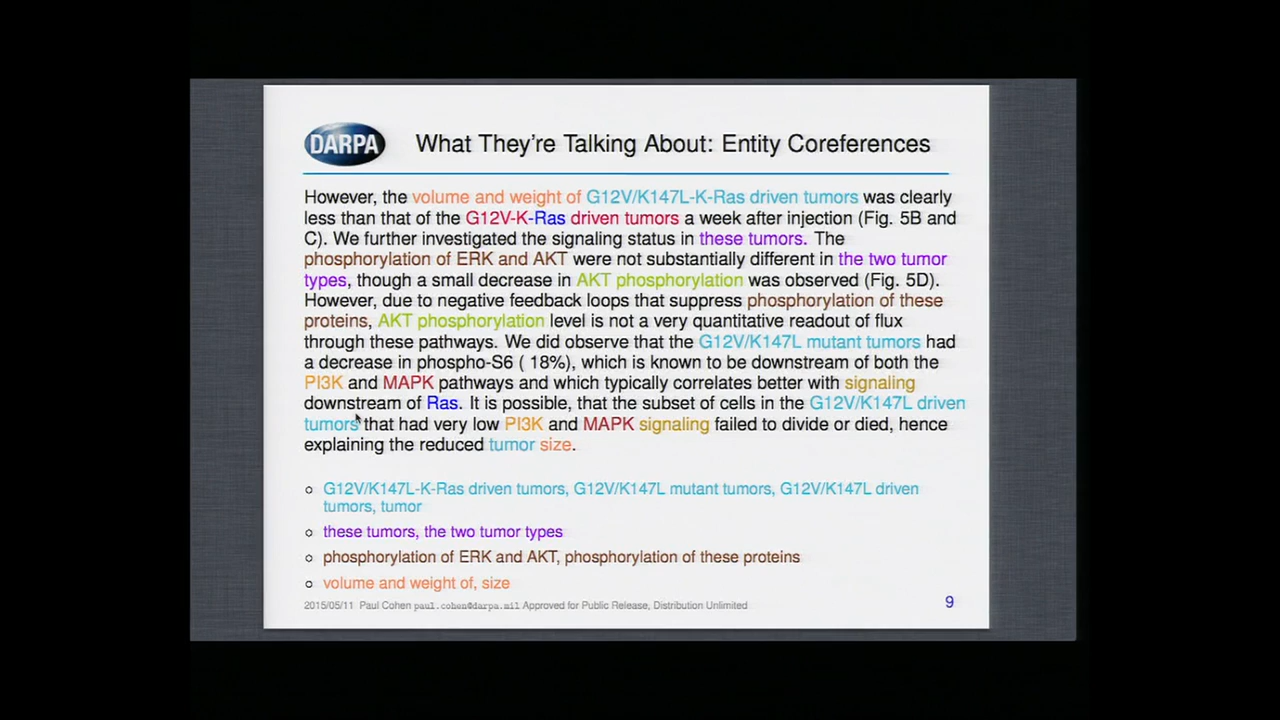 DARPA
What They're Talking About: Entity Coreferences
However, the volume and weight of G12V/K147L-K-Ras driven tumors was clearly
less than that of the G12V-K-Ras driven tumors a week after injection (Fig. 5B and
C). We further investigated the signaling status in these tumors. The
phosphorylation of ERK and AKT were not substantially different in the two tumor
types, though a small decrease in AKT phosphorylation was observed (Fig. 5D).
However, due to negative feedback loops that suppress phosphorylation of these
proteins, AKT phosphorylation level is not a very quantitative readout of flux
through these pathways. We did observe that the G12V/K147L mutant tumors had
a decrease in phospho-S6 ( 18%), which is known to be downstream of both the
PI3K and MAPK pathways and which typically correlates better with signaling
downstream of Ras. It is possible, that the subset of cells in the G12V/K147L driven
tumors that had very low PI3K and MAPK signaling failed to divide or died, hence
explaining the reduced tumor size.
G12V/K147L-K-Ras driven tumors, G12V/K147L mutant tumors, G12V/K147L driven
tumors, tumor
these tumors, the two tumor types
phosphorylation of ERK and AKT, phosphorylation of these proteins
volume and weight of, size
2015/05/11 Paul Cohen paul.cohen@darpa.mil Approved for Public Release, Distribution Unlimited
9